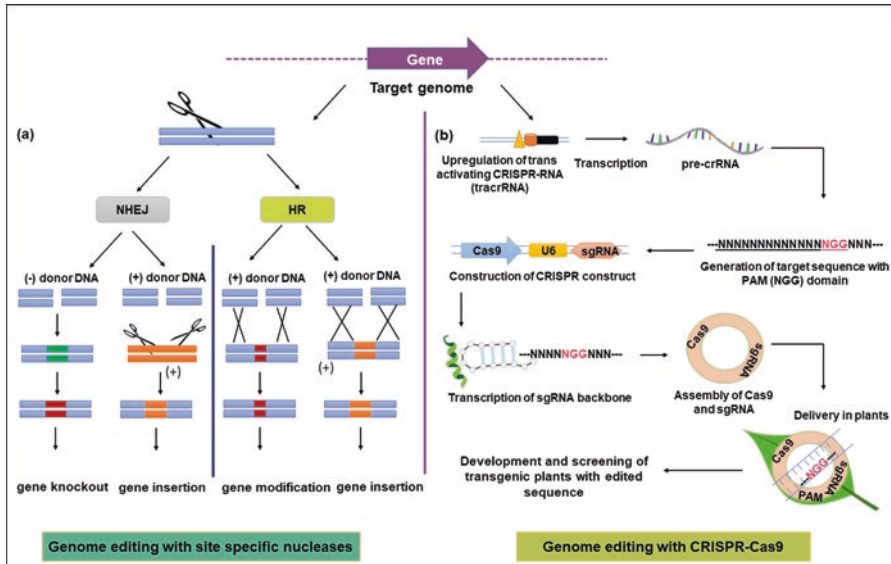 Gene
Target genome
(a)
NHEJ
HR
(-) donor DNA
(+) donor DNA
(+) donor DNA
(+) donor DNA
(+)
(+)
gene knockout
gene insertion
gene modification
gene insertion
Genome editing with site specific nucleases
(b)
Upregulation of trans
activating CRISPR-RNA
(tracrRNA)
Transcription
pre-crRNA
---NNNNNNNNNNNNNNGGNNN---
Generation of target sequence with
PAM (NGG) domain
Cas9
U6
sgRNA
Construction of CRISPR construct
---NNNNNGGNNN---
Transcription of sgRNA backbone
Cas9
sgRNA
Assembly of Cas9
and sgRNA
Delivery in plants
Cas9
NGG
sgRNA
PAM
Development and screening of
transgenic plants with edited
sequence
Genome editing with CRISPR-Cas9